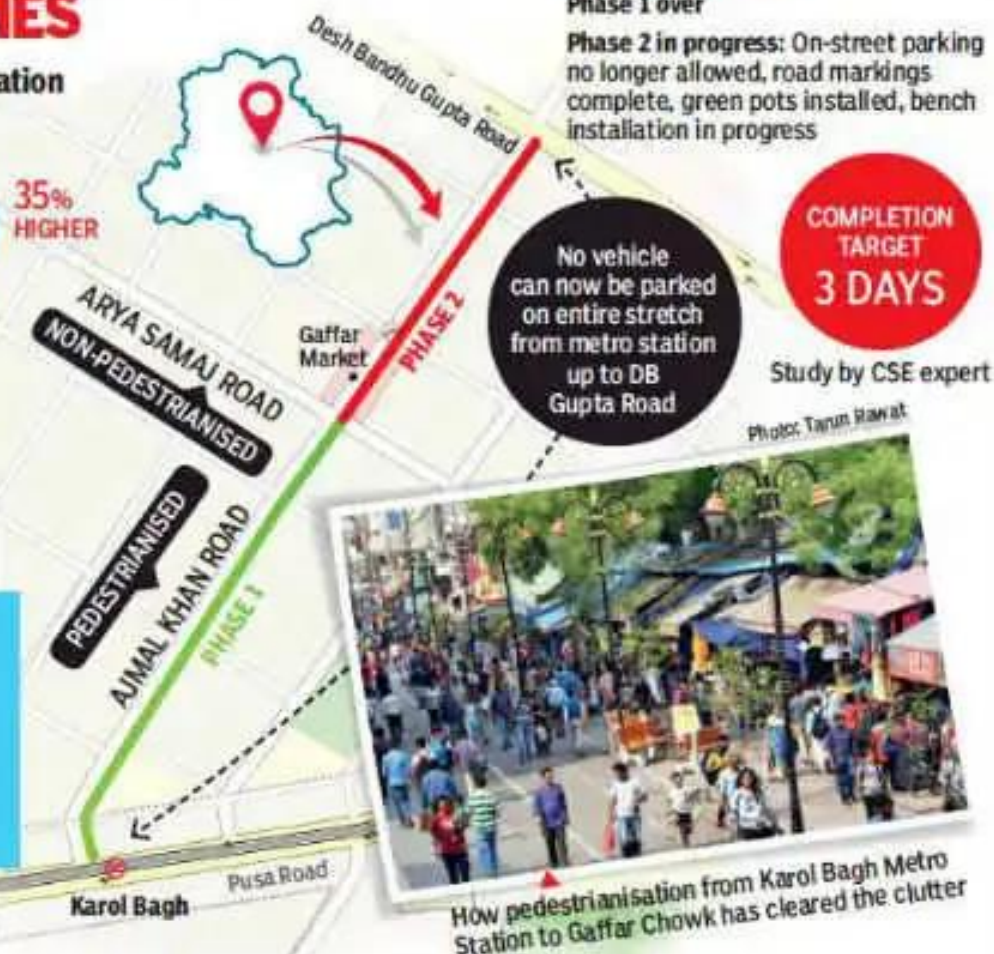 IES
ation
Phase 1 over
Phase 2 in progress: On-street parking
no longer allowed, road markings
complete, green pots installed, bench
installation in progress
Desh Bandhu Gupta Road
35%
HIGHER
COMPLETION
TARGET
3 DAYS
No vehicle
can now be parked
on entire stretch
from metro station
up to DB
Gupta Road
Study by CSE expert
ARYA SAMAJ ROAD
NON-PEDESTRIANISED
Gaffar
Market
PHASE 2
Photo: Tarun Rawat
PEDESTRIANISED
AJMAL KHAN ROAD
PHASE 1
Karol Bagh
Pusa Road
How pedestrianisation from Karol Bagh Metro
Station to Gaffar Chowk has cleared the clutter